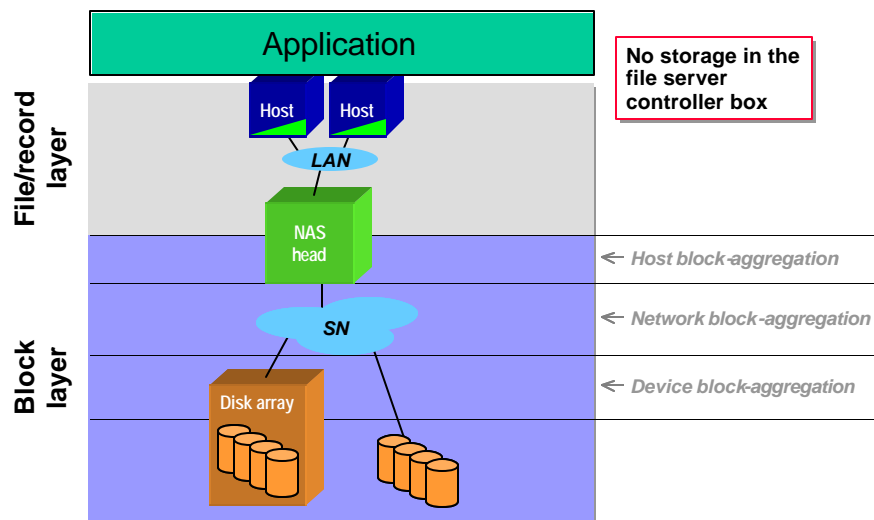 Application
No storage in the
file server
controller box
Host
Host
LAN
File/record
layer
NAS
head
Host block-aggregation
SN
Network block-aggregation
Block
layer
Device block-aggregation
Disk array